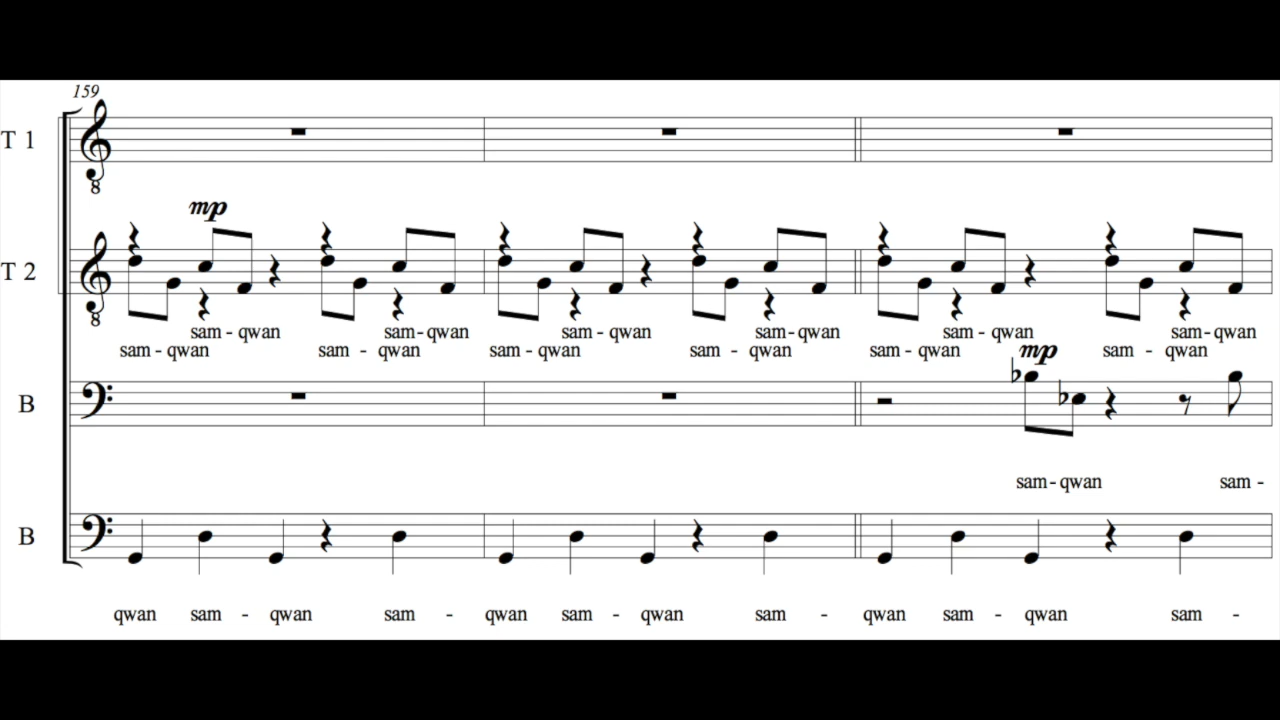 159
T 1
mp
T 2
sam - qwan sam - qwan sam - qwan sam - qwan sam - qwan sam - qwan
sam - qwan sam - qwan sam - qwan sam - qwan sam - qwan sam - qwan
mp
B
sam - qwan sam -
B
qwan sam - qwan sam - qwan sam - qwan sam - qwan sam - qwan sam -